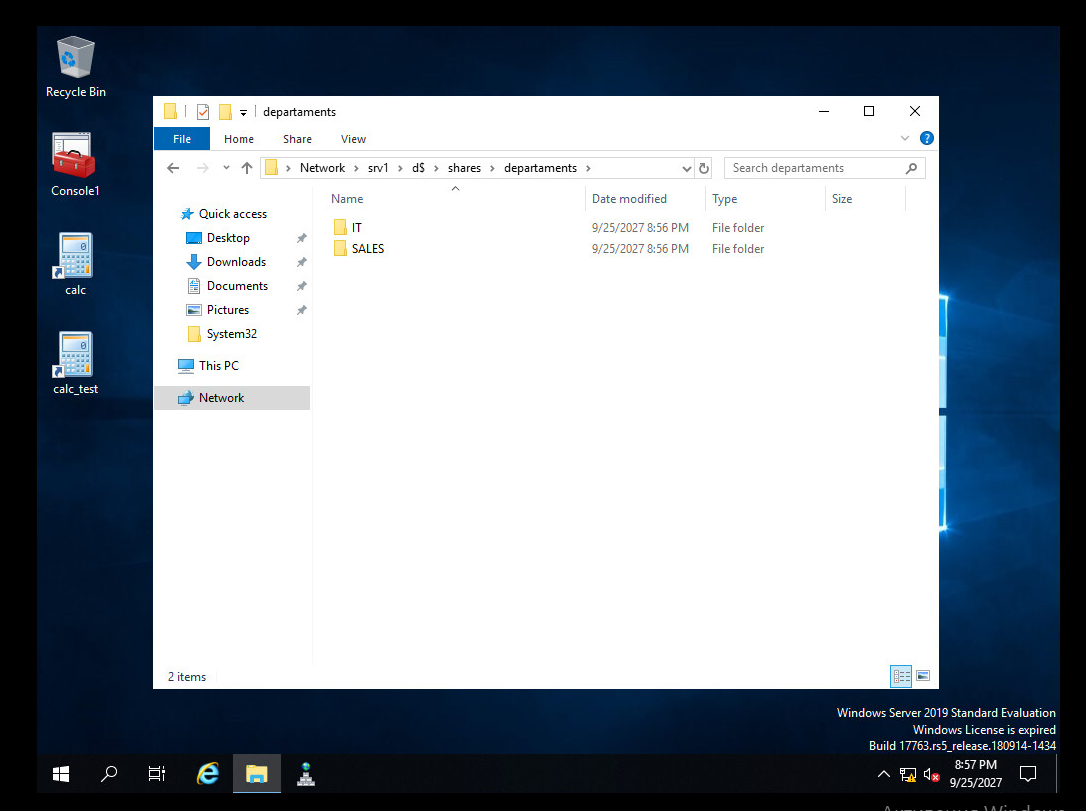 Recycle Bin
Console1
calc
calc_test
departaments
File Home Share View
Network srv1 d$ shares departaments
Search departaments
Name Date modified Type Size
Quick access
Desktop
Downloads
Documents
Pictures
System32
This PC
Network
IT 9/25/2027 8:56 PM File folder
SALES 9/25/2027 8:56 PM File folder
2 items
Windows Server 2019 Standard Evaluation
Windows License is expired
Build 17763.rs5_release.180914-1434
8:57 PM
9/25/2027